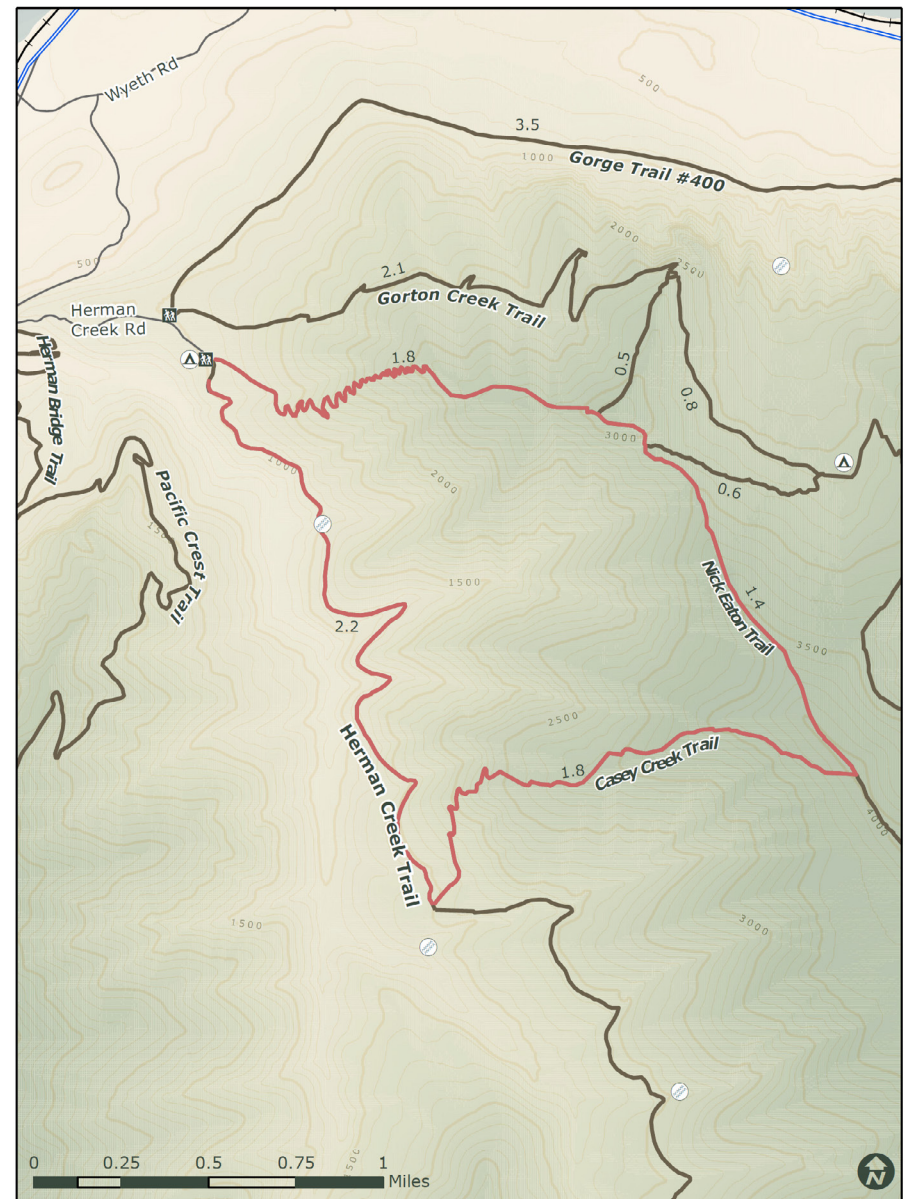 Wyeth Rd
500
3.5
1000
Gorge Trail #400
2000
2500
500
2.1
Gorton Creek Trail
Herman
Creek Rd
Herman Bridge Trail
1.8
0.5
0.8
3000
0.6
1000
2000
Pacific Crest Trail
1500
1500
Nick Eaton Trail
1.4
2.2
3500
2500
Herman Creek Trail
1.8
Casey Creek Trail
4000
1500
3000
1500
0
0.25
0.5
0.75
1
Miles
N